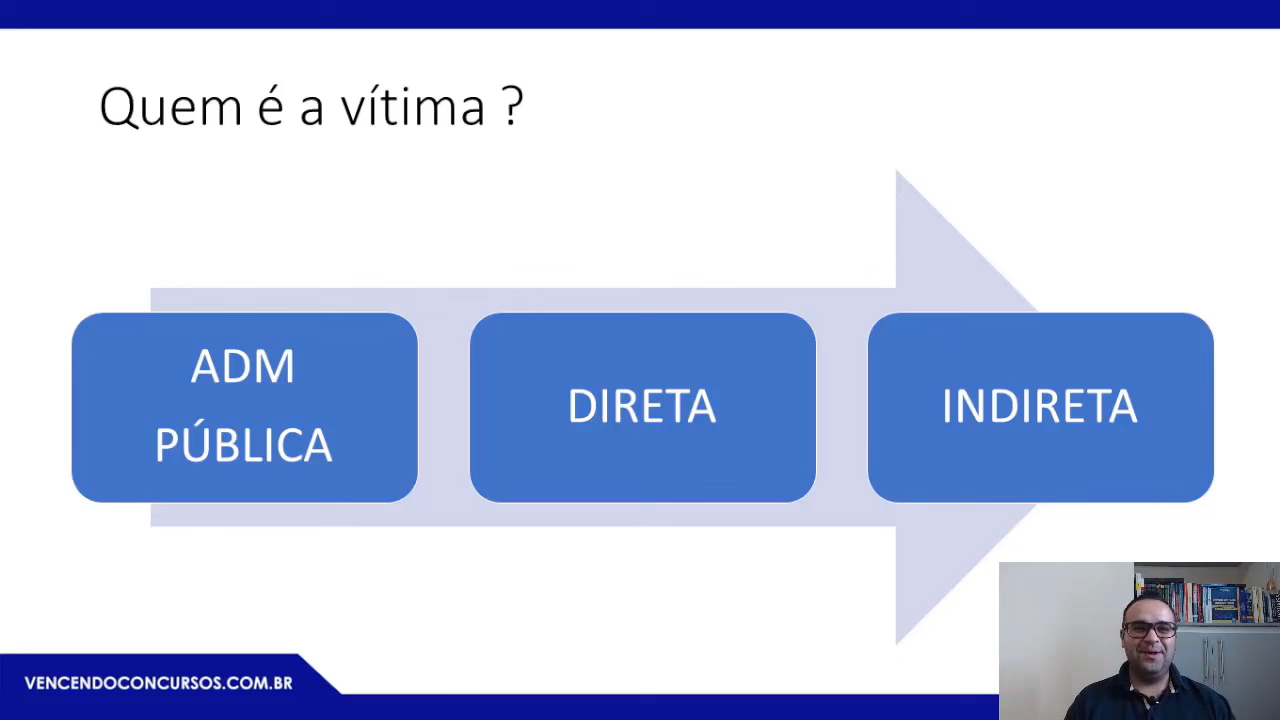 Quem é a vítima ?
ADM
PÚBLICA
DIRETA
INDIRETA
VENCENDOCONCURSOS.COM.BR